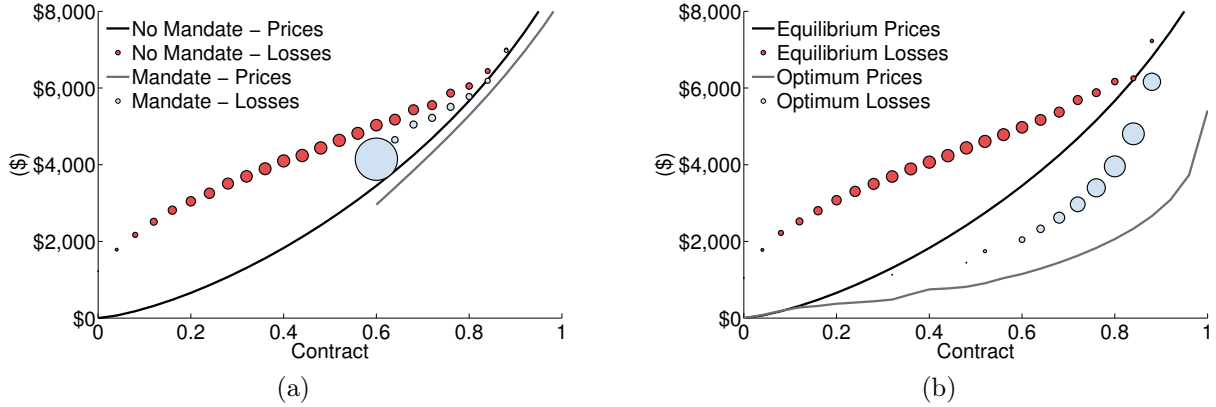 $8,000
$6,000
$4,000
$2,000
$0
($)
No Mandate − Prices
No Mandate − Losses
Mandate − Prices
Mandate − Losses
0 0.2 0.4 0.6 0.8 1
Contract
(a)
$8,000
$6,000
$4,000
$2,000
$0
($)
Equilibrium Prices
Equilibrium Losses
Optimum Prices
Optimum Losses
0 0.2 0.4 0.6 0.8 1
Contract
(b)